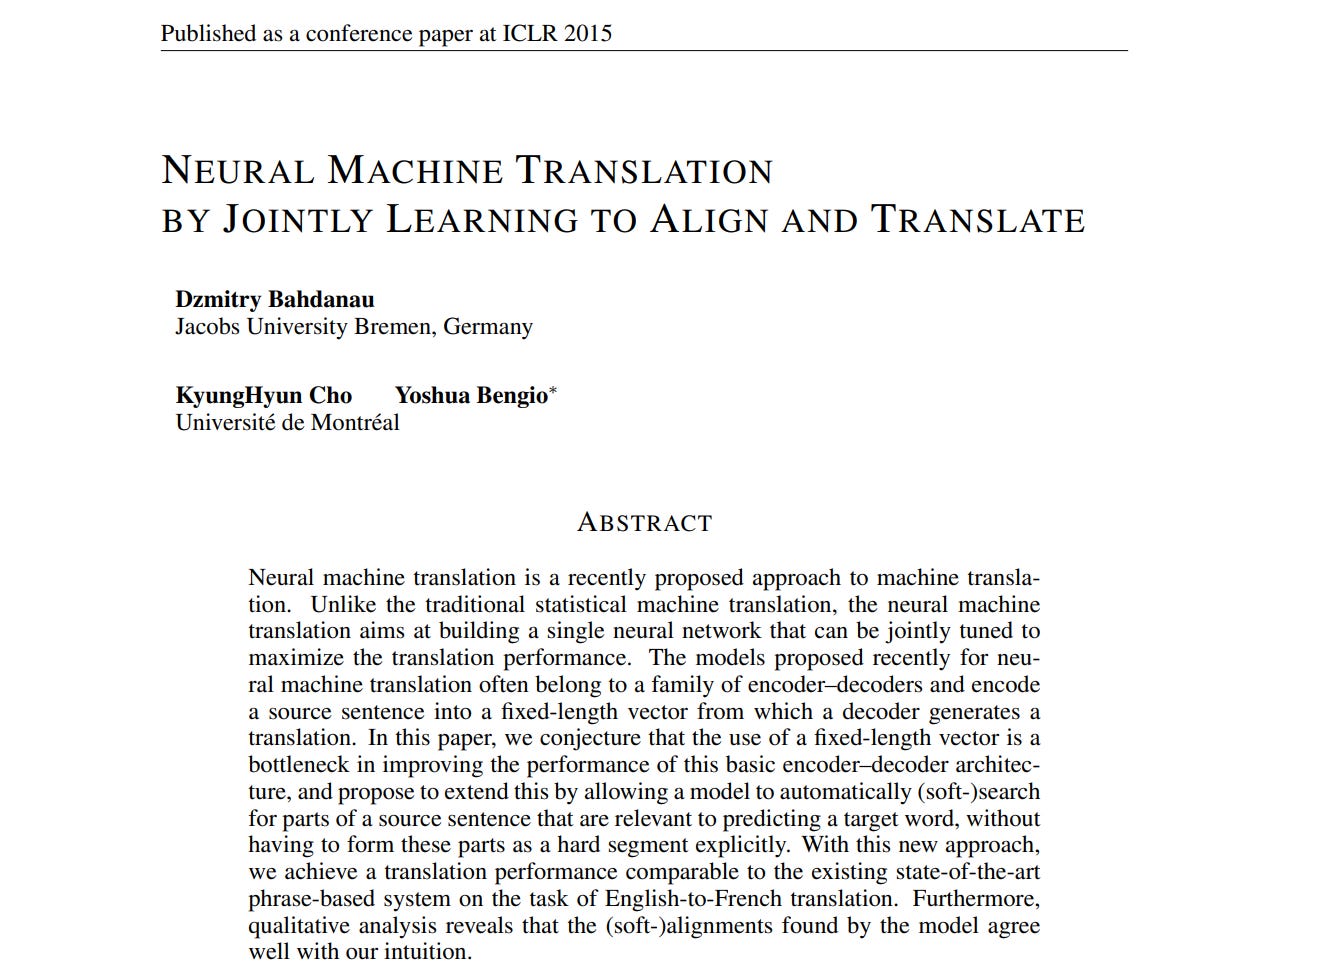 Published as a conference paper at ICLR 2015
NEURAL MACHINE TRANSLATION
BY JOINTLY LEARNING TO ALIGN AND TRANSLATE
Dzmitry Bahdanau
Jacobs University Bremen, Germany
KyungHyun Cho Yoshua Bengio*
Université de Montréal
ABSTRACT
Neural machine translation is a recently proposed approach to machine transla-
tion. Unlike the traditional statistical machine translation, the neural machine
translation aims at building a single neural network that can be jointly tuned to
maximize the translation performance. The models proposed recently for neu-
ral machine translation often belong to a family of encoder–decoders and encode
a source sentence into a fixed-length vector from which a decoder generates a
translation. In this paper, we conjecture that the use of a fixed-length vector is a
bottleneck in improving the performance of this basic encoder–decoder architec-
ture, and propose to extend this by allowing a model to automatically (soft-)search
for parts of a source sentence that are relevant to predicting a target word, without
having to form these parts as a hard segment explicitly. With this new approach,
we achieve a translation performance comparable to the existing state-of-the-art
phrase-based system on the task of English-to-French translation. Furthermore,
qualitative analysis reveals that the (soft-)alignments found by the model agree
well with our intuition.